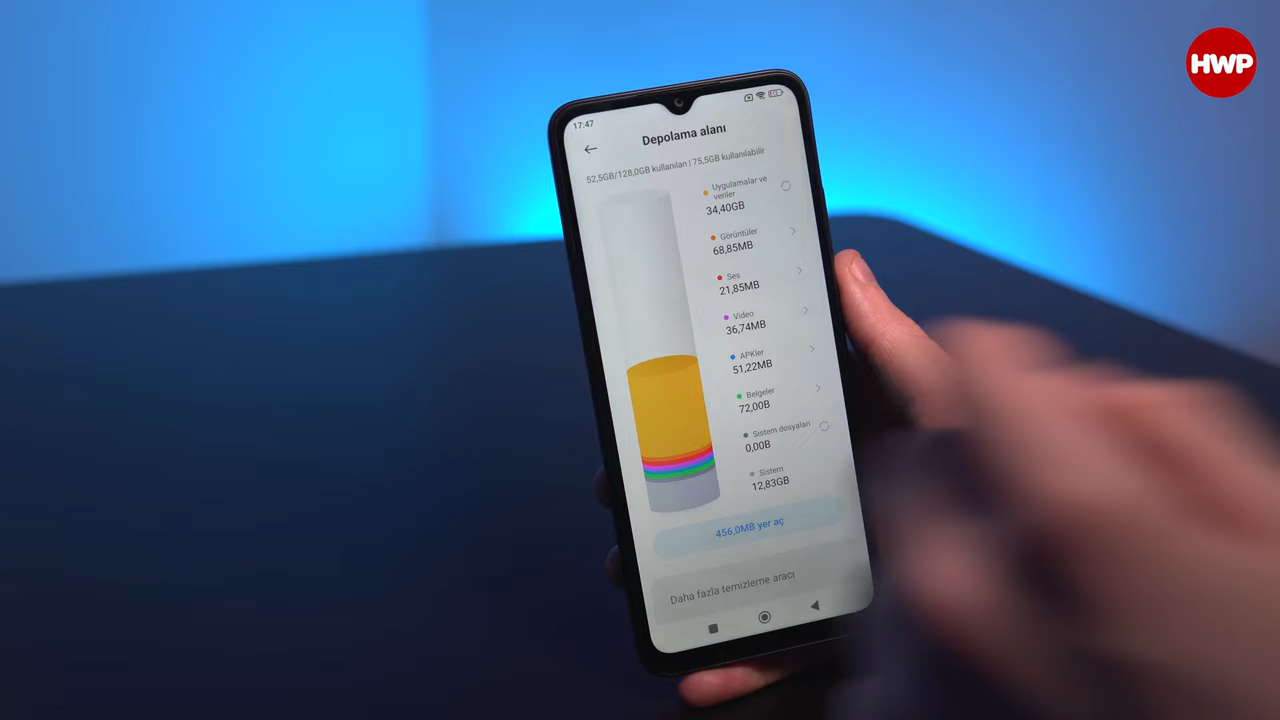 HWP
17:47
Depolama alanı
52,5GB/128,0GB kullanılan | 75,5GB kullanılabilir
Uygulamalar ve
veriler
34,40GB
Görüntüler
68,85MB
Ses
21,85MB
Video
36,74MB
APKler
51,22MB
Belgeler
72,00B
Sistem dosyaları
0,00B
Sistem
12,83GB
456,0MB yer aç
Daha fazla temizleme aracı